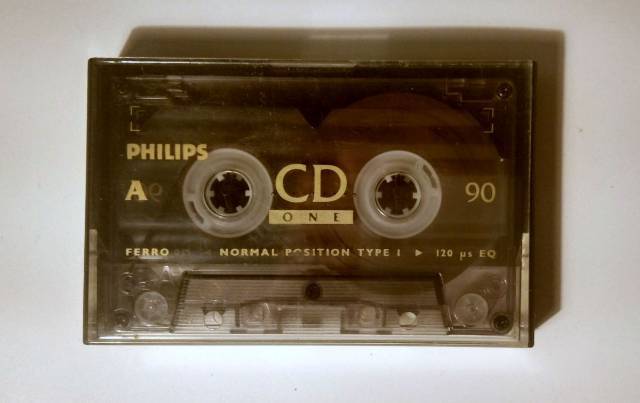 PHILIPS
CD
A
90
ONE
FERRO NORMAL POSITION TYPE I ▶ 120 µs EQ